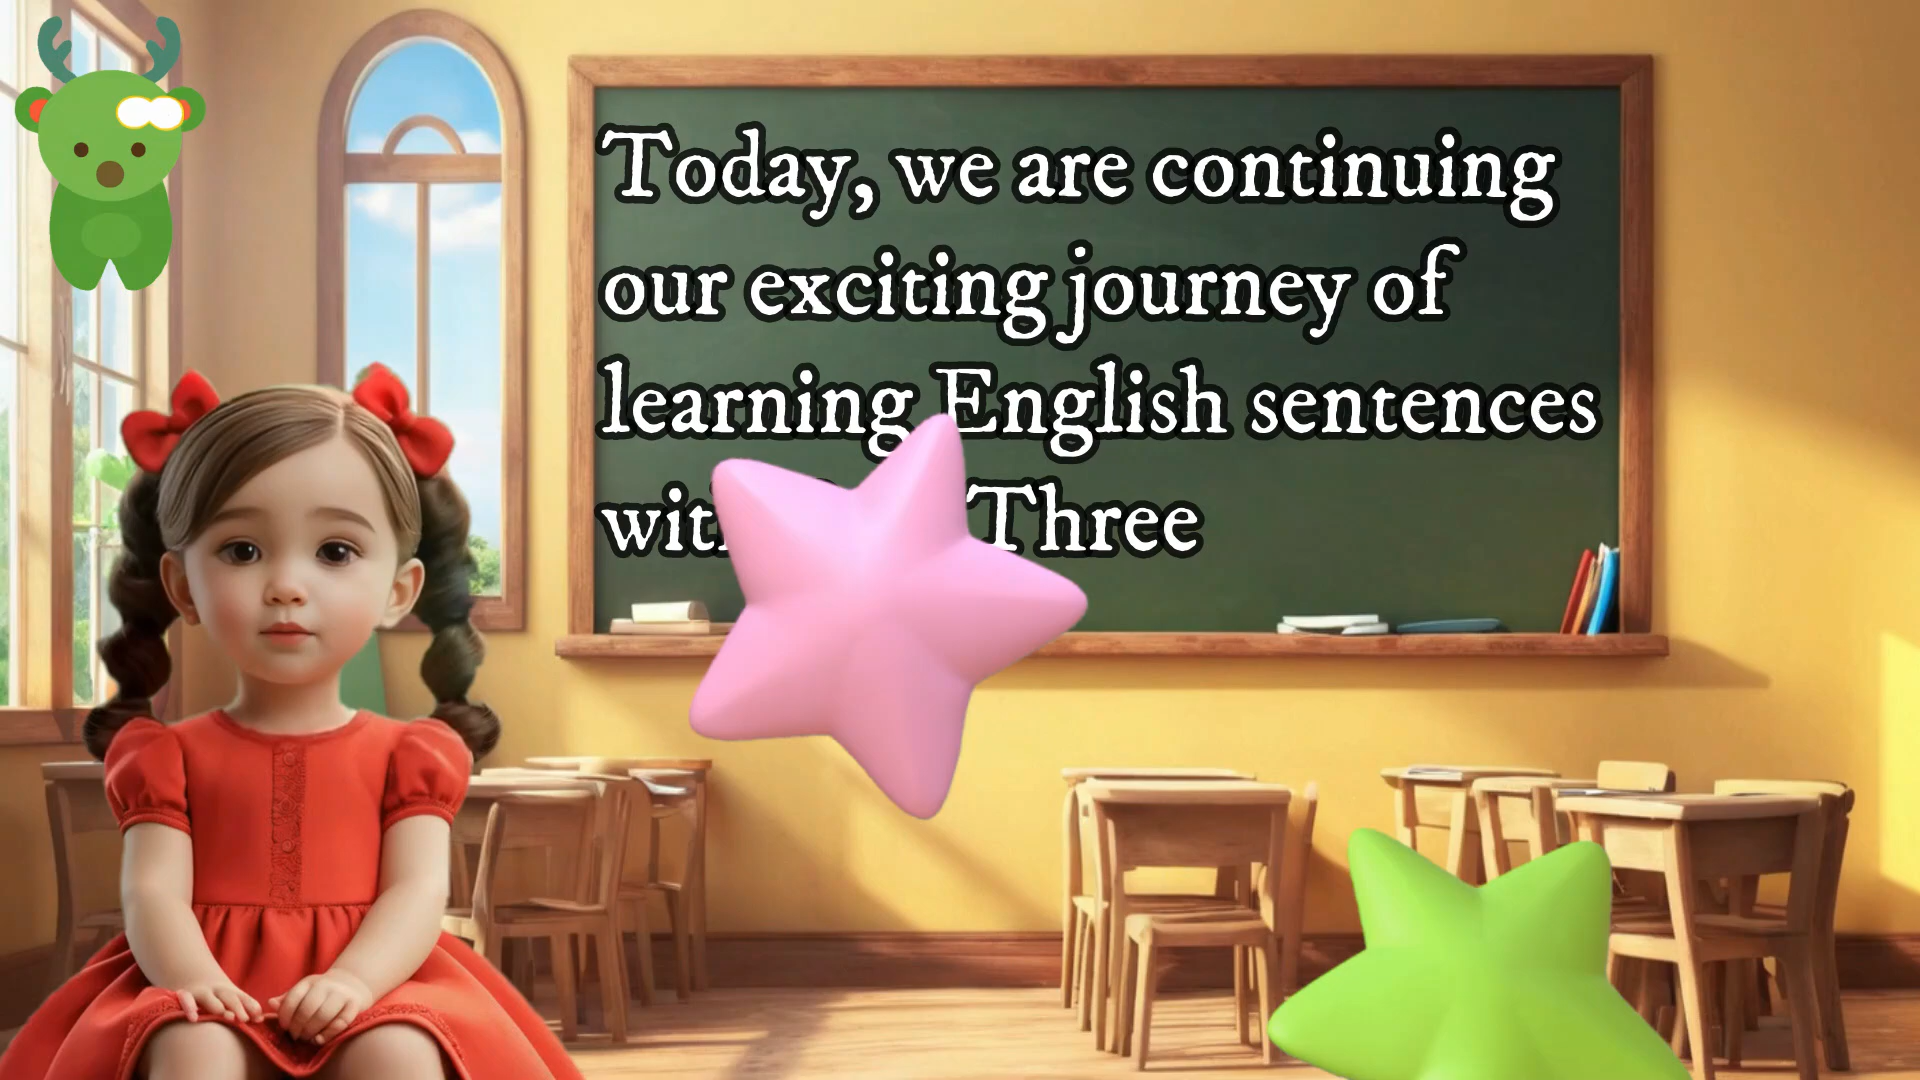 Today, we are continuing
our exciting journey of
learning English sentences
Three